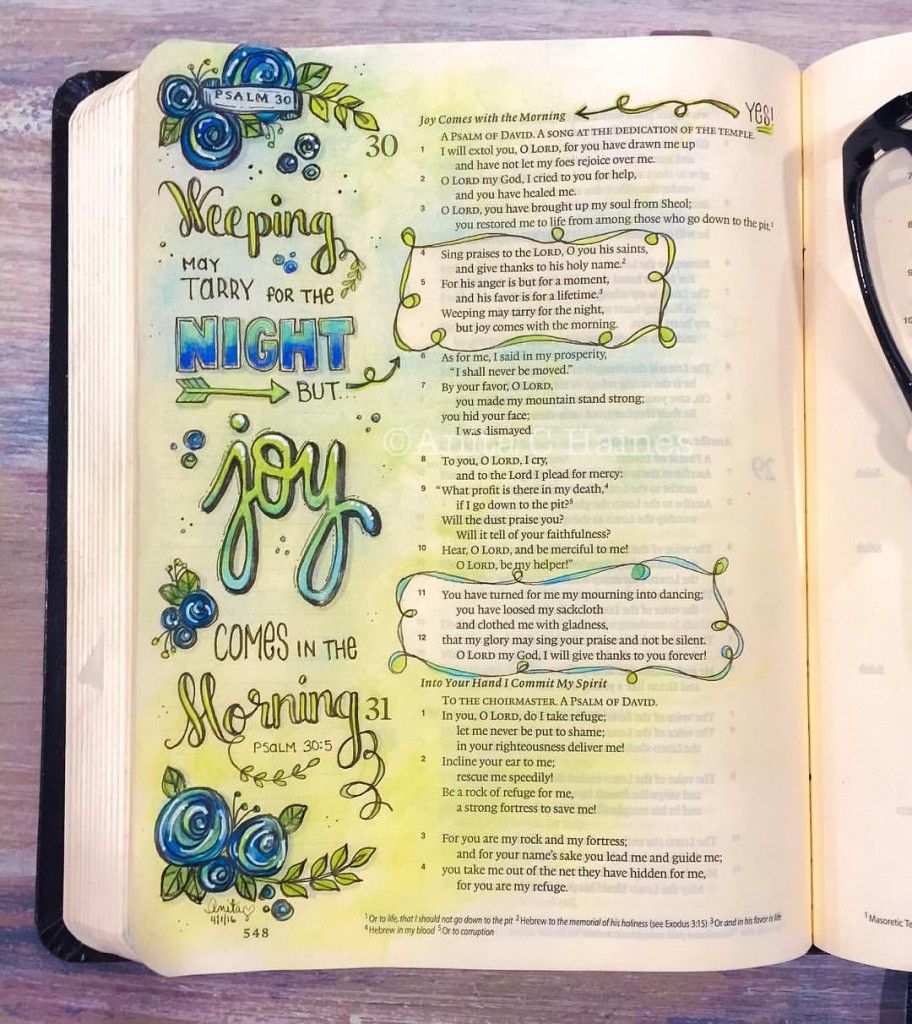 PSALM 30
Weeping
MAY
TARRY FOR THE
NIGHT
BUT...
joy
COMES IN THE
Morning
PSALM 30:5
Anita
4/1/16
548
YES!
Joy Comes with the Morning
30
A PSALM OF DAVID. A SONG AT THE DEDICATION OF THE TEMPLE.
1 I will extol you, O LORD, for you have drawn me up
and have not let my foes rejoice over me.
2 O LORD my God, I cried to you for help,
and you have healed me.
3 O LORD, you have brought up my soul from Sheol;
you restored me to life from among those who go down to the pit.1
4 Sing praises to the LORD, O you his saints,
and give thanks to his holy name.2
5 For his anger is but for a moment,
and his favor is for a lifetime.3
Weeping may tarry for the night,
but joy comes with the morning.
6 As for me, I said in my prosperity,
"I shall never be moved."
7 By your favor, O LORD,
you made my mountain stand strong;
you hid your face;
I was dismayed.
©Anita C Haines
8 To you, O LORD, I cry,
and to the Lord I plead for mercy:
9 "What profit is there in my death,4
if I go down to the pit?5
Will the dust praise you?
Will it tell of your faithfulness?
10 Hear, O LORD, and be merciful to me!
O LORD, be my helper!"
11 You have turned for me my mourning into dancing;
you have loosed my sackcloth
and clothed me with gladness,
12 that my glory may sing your praise and not be silent.
O LORD my God, I will give thanks to you forever!
Into Your Hand I Commit My Spirit
31
TO THE CHOIRMASTER. A PSALM OF DAVID.
1 In you, O LORD, do I take refuge;
let me never be put to shame;
in your righteousness deliver me!
2 Incline your ear to me;
rescue me speedily!
Be a rock of refuge for me,
a strong fortress to save me!
3 For you are my rock and my fortress;
and for your name's sake you lead me and guide me;
4 you take me out of the net they have hidden for me,
for you are my refuge.
1 Or to life, that I should not go down to the pit 2 Hebrew to the memorial of his holiness (see Exodus 3:15) 3 Or and in his favor is life
4 Hebrew in my blood 5 Or to corruption
1 Masoretic